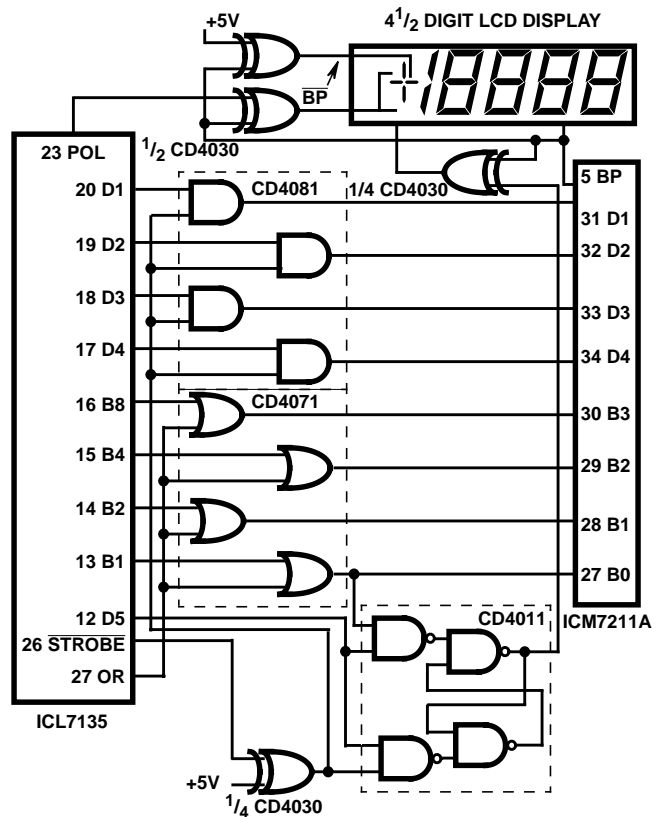 +5V
4 1/2 DIGIT LCD DISPLAY
BP
1/2 CD4030
23 POL
CD4081
1/4 CD4030
5 BP
20 D1
31 D1
19 D2
32 D2
18 D3
33 D3
17 D4
34 D4
16 B8
CD4071
30 B3
15 B4
29 B2
14 B2
28 B1
13 B1
27 B0
12 D5
CD4011
ICM7211A
26 STROBE
27 OR
ICL7135
+5V
1/4 CD4030